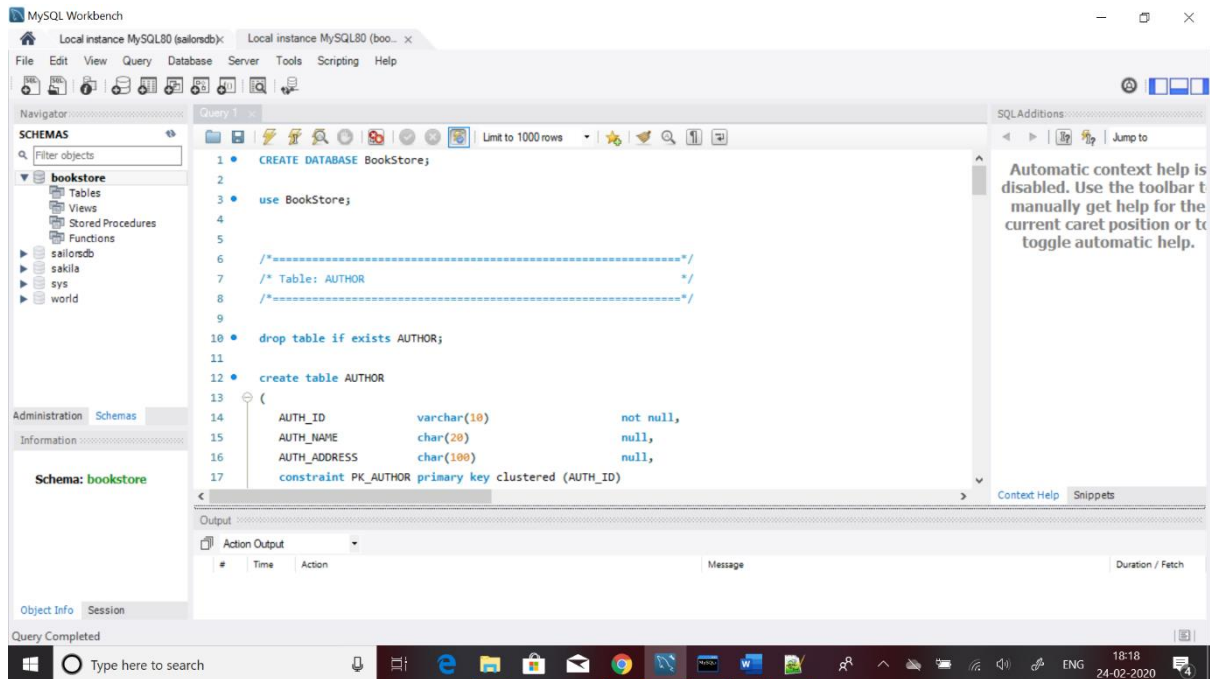 MySQL Workbench
Local instance MySQL80 (sailorsdb) Local instance MySQL80 (boo...
File Edit View Query Database Server Tools Scripting Help
Navigator
SCHEMAS
Filter objects
bookstore
Tables
Views
Stored Procedures
Functions
sailorsdb
sakila
sys
world
Administration Schemas
Information
Schema: bookstore
Object Info Session
Query 1
Limit to 1000 rows
1 CREATE DATABASE BookStore;
2
3 use BookStore;
4
5
6 /*==============================================================*/
7 /* Table: AUTHOR */
8 /*==============================================================*/
9
10 drop table if exists AUTHOR;
11
12 create table AUTHOR
13 (
14 AUTH_ID varchar(10) not null,
15 AUTH_NAME char(20) null,
16 AUTH_ADDRESS char(100) null,
17 constraint PK_AUTHOR primary key clustered (AUTH_ID)
SQLAdditions
Jump to
Automatic context help is
disabled. Use the toolbar
manually get help for the
current caret position or
toggle automatic help.
Context Help Snippets
Output
Action Output
# Time Action Message Duration / Fetch
Query Completed
Type here to search
ENG
18:18
24-02-2020